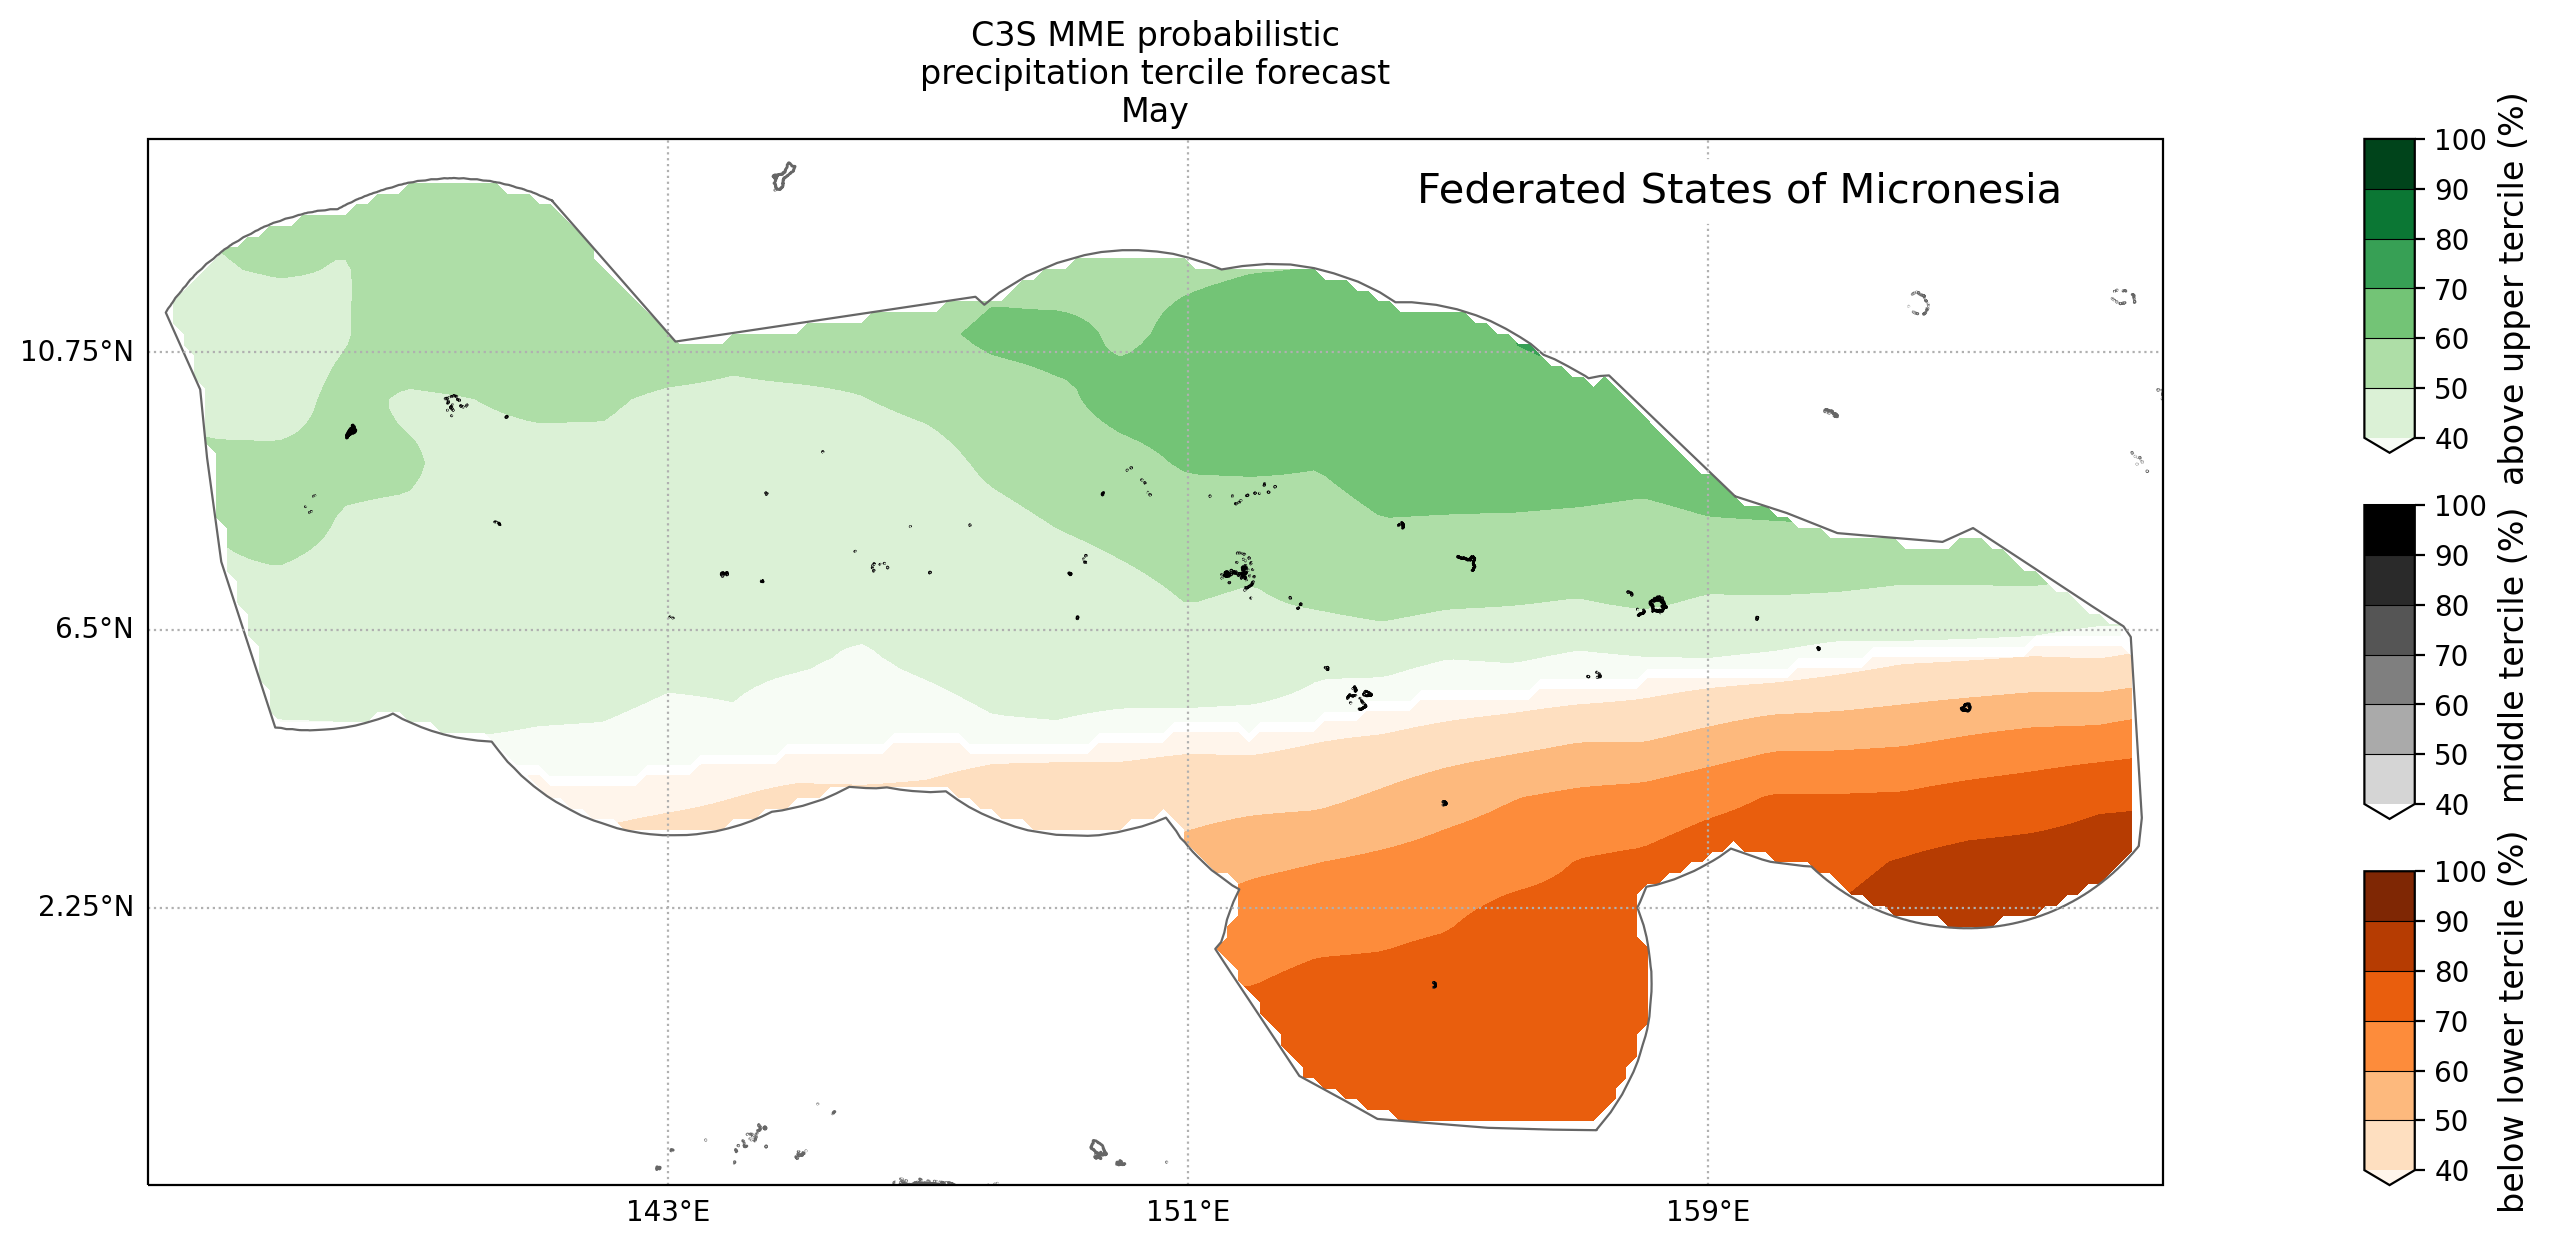 C3S MME probabilistic
precipitation tercile forecast
May
Federated States of Micronesia
10.75°N
6.5°N
2.25°N
143°E
151°E
159°E
100
90
80
70
60
50
40
above upper tercile (%)
100
90
80
70
60
50
40
middle tercile (%)
100
90
80
70
60
50
40
below lower tercile (%)